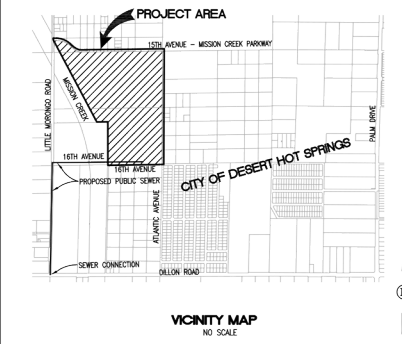 PROJECT AREA
15TH AVENUE - MISSION CREEK PARKWAY
LITTLE MORONGO ROAD
MISSION CREEK
PALM DRIVE
16TH AVENUE
16TH AVENUE
CITY OF DESERT HOT SPRINGS
PROPOSED PUBLIC SEWER
ATLANTIC AVENUE
SEWER CONNECTION
DILLON ROAD
VICINITY MAP
NO SCALE